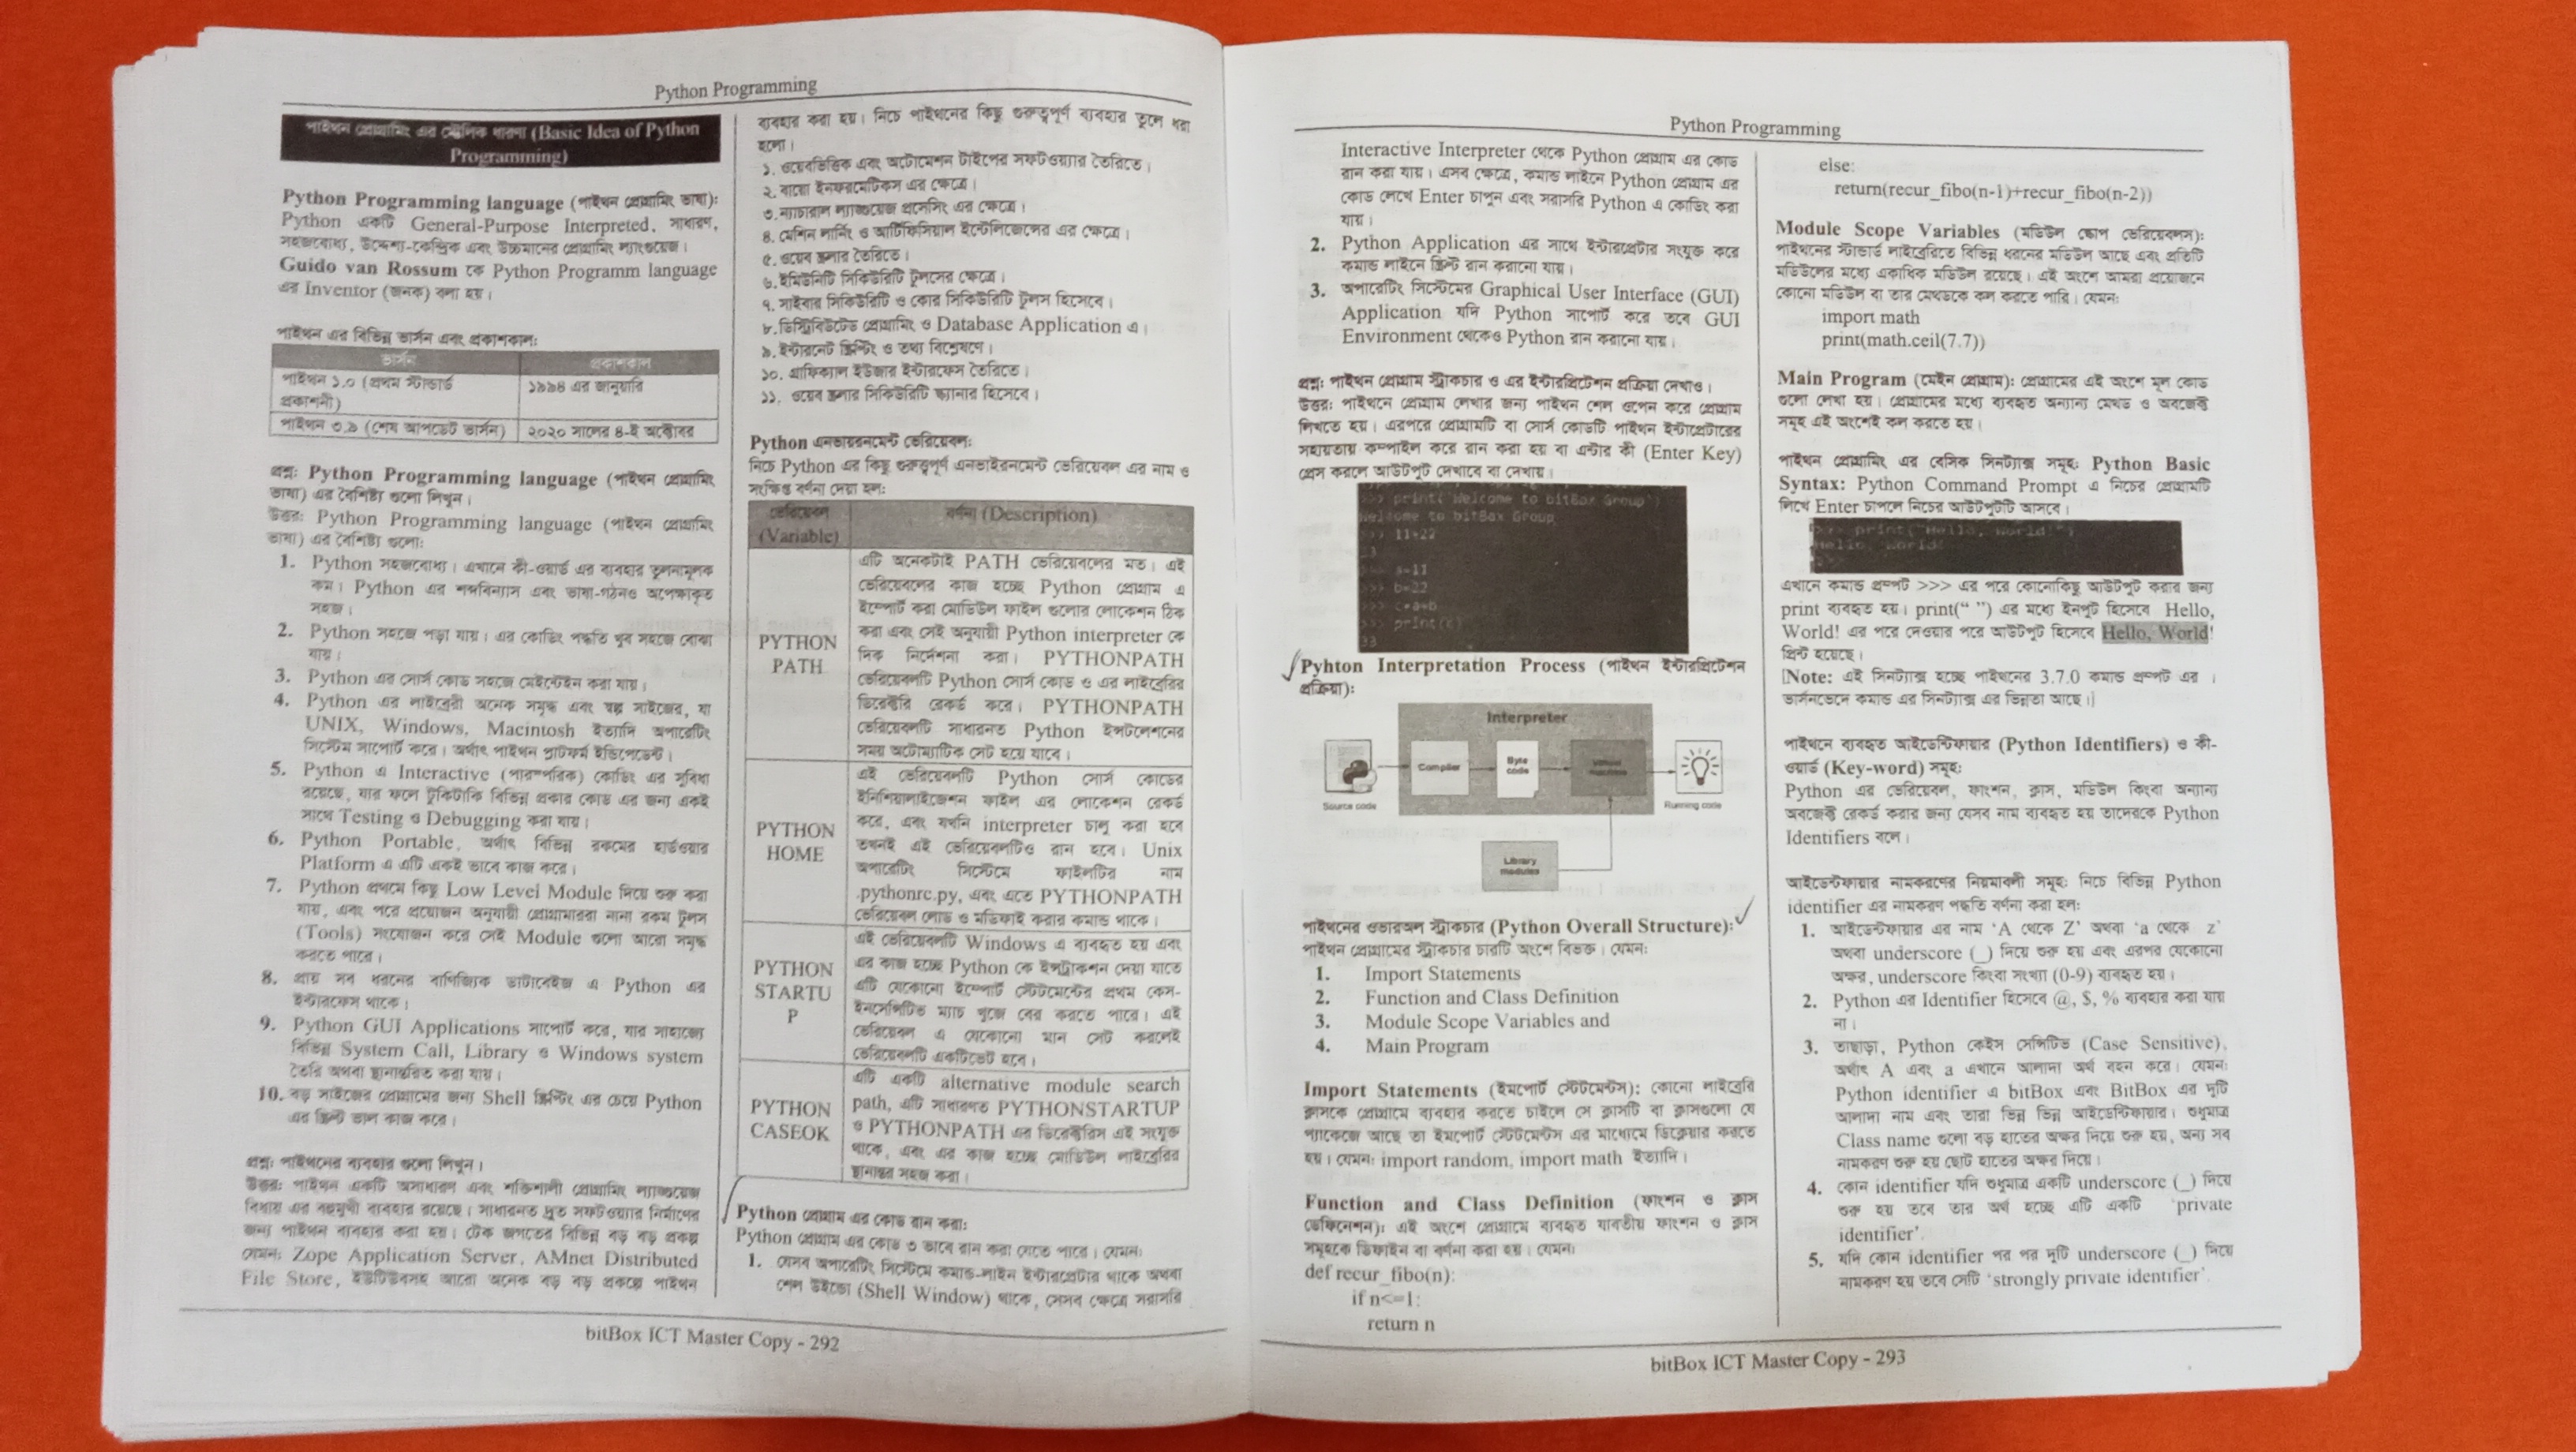 Python Programming
পাইথন প্রোগ্রামিং এর মৌলিক ধারণা (Basic Idea of Python
Programming)
Python Programming language (পাইথন প্রোগ্রামিং ভাষা):
Python একটি General-Purpose Interpreted, সাধারণ,
সহজবোধ্য, উদ্দেশ্য-কেন্দ্রিক এবং উচ্চমানের প্রোগ্রামিং ল্যাংগুয়েজ।
Guido van Rossum কে Python Programm language
এর Inventor (জনক) বলা হয়।
পাইথন এর বিভিন্ন ভার্সন এবং প্রকাশকাল:
ভার্সন প্রকাশকাল
পাইথন ১.০ (প্রথম স্টান্ডার্ড ১৯৯৪ এর জানুয়ারি
প্রকাশনী)
পাইথন ৩.৯ (শেষ আপডেট ভার্সন) ২০২০ সালের ৪-ই অক্টোবর
প্রশ্ন: Python Programming language (পাইথন প্রোগ্রামিং
ভাষা) এর বৈশিষ্ট্য গুলো লিখুন।
উত্তর: Python Programming language (পাইথন প্রোগ্রামিং
ভাষা) এর বৈশিষ্ট্য গুলো:
1. Python সহজবোধ্য। এখানে কী-ওয়ার্ড এর ব্যবহার তুলনামূলক
কম। Python এর শব্দবিন্যাস এবং ভাষা-গঠনও অপেক্ষাকৃত
সহজ।
2. Python সহজে পড়া যায়। এর কোডিং পদ্ধতি খুব সহজে বোঝা
যায়।
3. Python এর সোর্স কোড সহজে মেইন্টেইন করা যায়।
4. Python এর লাইব্রেরী অনেক সমৃদ্ধ এবং স্বল্প সাইজের, যা
UNIX, Windows, Macintosh ইত্যাদি অপারেটিং
সিস্টেম সাপোর্ট করে। অর্থাৎ পাইথন প্লাটফর্ম ইন্ডিপেডেন্ট।
5. Python এ Interactive (পারস্পরিক) কোডিং এর সুবিধা
রয়েছে, যার ফলে টুকিটাকি বিভিন্ন প্রকার কোড এর জন্য একই
সাথে Testing ও Debugging করা যায়।
6. Python Portable, অর্থাৎ বিভিন্ন রকমের হার্ডওয়ার
Platform এ এটি একই ভাবে কাজ করে।
7. Python প্রথমে কিছু Low Level Module দিয়ে শুরু করা
যায়, এবং পরে প্রয়োজন অনুযায়ী প্রোগ্রামাররা নানা রকম টুলস
(Tools) সংযোজন করে সেই Module গুলো আরো সমৃদ্ধ
করতে পারে।
8. প্রায় সব ধরনের বাণিজ্যিক ডাটাবেইজ এ Python এর
ইন্টারফেস থাকে।
9. Python GUI Applications সাপোর্ট করে, যার সাহায্যে
বিভিন্ন System Call, Library ও Windows system
তৈরি অথবা স্থানান্তরিত করা যায়।
10. বড় সাইজের প্রোগ্রামের জন্য Shell স্ক্রিপ্টিং এর চেয়ে Python
এর স্ক্রিপ্ট ভাল কাজ করে।
প্রশ্ন: পাইথনের ব্যবহার গুলো লিখুন।
উত্তর: পাইথন একটি অসাধারণ এবং শক্তিশালী প্রোগ্রামিং ল্যাঙ্গুয়েজ
বিধায় এর বহুমুখী ব্যবহার রয়েছে। সাধারনত দ্রুত সফটওয়্যার নির্মাণের
জন্য পাইথন ব্যবহার করা হয়। টেক জগতের বিভিন্ন বড় বড় প্রকল্প
যেমন: Zope Application Server, AMnet Distributed
File Store, ইউটিউবসহ আরো অনেক বড় বড় প্রকল্পে পাইথন
ব্যবহার করা হয়। নিচে পাইথনের কিছু গুরুত্বপূর্ণ ব্যবহার তুলে ধরা
হলো।
১. ওয়েবভিত্তিক এবং অটোমেশন টাইপের সফটওয়্যার তৈরিতে।
২. বায়ো ইনফরমেটিকস এর ক্ষেত্রে।
৩. ন্যাচারাল ল্যাঙ্গুয়েজ প্রসেসিং এর ক্ষেত্রে।
৪. মেশিন লার্নিং ও আর্টিফিসিয়াল ইন্টেলিজেন্সের এর ক্ষেত্রে।
৫. ওয়েব ক্রলার তৈরিতে।
৬. ইমিউনিটি সিকিউরিটি টুলসের ক্ষেত্রে।
৭. সাইবার সিকিউরিটি ও কোর সিকিউরিটি টুলস হিসেবে।
৮. ডিস্ট্রিবিউটেড প্রোগ্রামিং ও Database Application এ।
৯. ইন্টারনেট স্ক্রিপ্টিং ও তথ্য বিশ্লেষণে।
১০. গ্রাফিক্যাল ইউজার ইন্টারফেস তৈরিতে।
১১. ওয়েব ক্রলার সিকিউরিটি স্ক্যানার হিসেবে।
Python এনভায়রনমেন্ট ভেরিয়েবল:
নিচে Python এর কিছু গুরুত্বপূর্ণ এনভাইরনমেন্ট ভেরিয়েবল এর নাম ও
সংক্ষিপ্ত বর্ণনা দেয়া হল:
ভেরিয়েবল বর্ণনা (Description)
(Variable)
PYTHON
PATH
এটি অনেকটাই PATH ভেরিয়েবলের মত। এই
ভেরিয়েবলের কাজ হচ্ছে Python প্রোগ্রাম এ
ইম্পোর্ট করা মোডিউল ফাইল গুলোর লোকেশন ঠিক
করা এবং সেই অনুযায়ী Python interpreter কে
দিক নির্দেশনা করা। PYTHONPATH
ভেরিয়েবলটি Python সোর্স কোড ও এর লাইব্রেরির
ডিরেক্টরি রেকর্ড করে। PYTHONPATH
ভেরিয়েবলটি সাধারনত Python ইন্সটলেশনের
সময় অটোম্যাটিক সেট হয়ে যাবে।
PYTHON
HOME
এই ভেরিয়েবলটি Python সোর্স কোডের
ইনিশিয়ালাইজেশন ফাইল এর লোকেশন রেকর্ড
করে, এবং যখনি interpreter চালু করা হবে
তখনই এই ভেরিয়েবলটিও রান হবে। Unix
অপারেটিং সিস্টেমে ফাইলটির নাম
.pythonrc.py, এবং এতে PYTHONPATH
ভেরিয়েবল লোড ও মডিফাই করার কমান্ড থাকে।
PYTHON
STARTU
P
এই ভেরিয়েবলটি Windows এ ব্যবহৃত হয় এবং
এর কাজ হচ্ছে Python কে ইন্সট্রাকশন দেয়া যাতে
এটি যেকোনো ইম্পোর্ট স্টেটমেন্টের প্রথম কেস-
ইনসেন্সিটিভ ম্যাচ খুজে বের করতে পারে। এই
ভেরিয়েবল এ যেকোনো মান সেট করলেই
ভেরিয়েবলটি একটিভেট হবে।
PYTHON
CASEOK
এটি একটি alternative module search
path, এটি সাধারণত PYTHONSTARTUP
ও PYTHONPATH এর ডিরেক্টরিস এই সংযুক্ত
থাকে, এবং এর কাজ হচ্ছে মোডিউল লাইব্রেরির
স্থানান্তর সহজ করা।
Python প্রোগ্রাম এর কোড রান করা:
Python প্রোগ্রাম এর কোড ৩ ভাবে রান করা যেতে পারে। যেমন:
1. যেসব অপারেটিং সিস্টেমে কমান্ড-লাইন ইন্টারপ্রেটার থাকে অথবা
শেল উইন্ডো (Shell Window) থাকে, সেসব ক্ষেত্রে সরাসরি
bitBox ICT Master Copy - 292
Python Programming
Interactive Interpreter থেকে Python প্রোগ্রাম এর কোড
রান করা যায়। এসব ক্ষেত্রে, কমান্ড লাইনে Python প্রোগ্রাম এর
কোড লেখে Enter চাপুন এবং সরাসরি Python এ কোডিং করা
যায়।
2. Python Application এর সাথে ইন্টারপ্রেটার সংযুক্ত করে
কমান্ড লাইনে স্ক্রিপ্ট রান করানো যায়।
3. অপারেটিং সিস্টেমের Graphical User Interface (GUI)
Application যদি Python সাপোর্ট করে তবে GUI
Environment থেকেও Python রান করানো যায়।
প্রশ্ন: পাইথন প্রোগ্রাম স্ট্রাকচার ও এর ইন্টারপ্রিটেশন প্রক্রিয়া দেখাও।
উত্তর: পাইথনে প্রোগ্রাম লেখার জন্য পাইথন শেল ওপেন করে প্রোগ্রাম
লিখতে হয়। এরপরে প্রোগ্রামটি বা সোর্স কোডটি পাইথন ইন্টাপ্রেটারের
সহায়তায় কম্পাইল করে রান করা হয় বা এন্টার কী (Enter Key)
প্রেস করলে আউটপুট দেখাবে বা দেখায়।
>>> print('Welcome to bitBox Group')
Welcome to bitBox Group
>>> 11+22
>>> a=11
>>> b=22
>>> c=a+b
>>> print(c)
33
Pyhton Interpretation Process (পাইথন ইন্টারপ্রিটেশন
প্রক্রিয়া):
Interpreter
Compiler
Byte
code
Virtual
machine
Source code
Running code
Library
modules
পাইথনের ওভারঅল স্ট্রাকচার (Python Overall Structure):
পাইথন প্রোগ্রামের স্ট্রাকচার চারটি অংশে বিভক্ত। যেমন:
1. Import Statements
2. Function and Class Definition
3. Module Scope Variables and
4. Main Program
Import Statements (ইমপোর্ট স্টেটমেন্টস): কোনো লাইব্রেরি
ক্লাসকে প্রোগ্রামে ব্যবহার করতে চাইলে সে ক্লাসটি বা ক্লাসগুলো যে
প্যাকেজে আছে তা ইমপোর্ট স্টেটমেন্টস এর মাধ্যমে ডিক্লেয়ার করতে
হয়। যেমন: import random, import math ইত্যাদি।
Function and Class Definition (ফাংশন ও ক্লাস
ডেফিনেশন): এই অংশে প্রোগ্রামে ব্যবহৃত যাবতীয় ফাংশন ও ক্লাস
সমূহকে ডিফাইন বা বর্ণনা করা হয়। যেমন:
def recur_fibo(n):
if n<=1:
return n
else:
return(recur_fibo(n-1)+recur_fibo(n-2))
Module Scope Variables (মডিউল স্কোপ ভেরিয়েবলস):
পাইথনের স্টান্ডার্ড লাইব্রেরিতে বিভিন্ন ধরনের মডিউল আছে এবং প্রতিটি
মডিউলের মধ্যে একাধিক মডিউল রয়েছে। এই অংশে আমরা প্রয়োজনে
কোনো মডিউল বা তার মেথডকে কল করতে পারি। যেমন:
import math
print(math.ceil(7.7))
Main Program (মেইন প্রোগ্রাম): প্রোগ্রামের এই অংশে মূল কোড
গুলো লেখা হয়। প্রোগ্রামের মধ্যে ব্যবহৃত অন্যান্য মেথড ও অবজেক্ট
সমূহ এই অংশেই কল করতে হয়।
পাইথন প্রোগ্রামিং এর বেসিক সিনট্যাক্স সমূহ: Python Basic
Syntax: Python Command Prompt এ নিচের প্রোগ্রামটি
লিখে Enter চাপলে নিচের আউটপুটটি আসবে।
>>> print("Hello, World!")
Hello, World!
>>>
এখানে কমান্ড প্রম্পট >>> এর পরে কোনোকিছু আউটপুট করার জন্য
print ব্যবহৃত হয়। print(“ ”) এর মধ্যে ইনপুট হিসেবে Hello,
World! এর পরে দেওয়ার পরে আউটপুট হিসেবে Hello, World!
প্রিন্ট হয়েছে।
[Note: এই সিনট্যাক্স হচ্ছে পাইথনের 3.7.0 কমান্ড প্রম্পট এর ।
ভার্সনভেদে কমান্ড এর সিনট্যাক্স এর ভিন্নতা আছে।]
পাইথনে ব্যবহৃত আইডেন্টিফায়ার (Python Identifiers) ও কী-
ওয়ার্ড (Key-word) সমূহ:
Python এর ভেরিয়েবল, ফাংশন, ক্লাস, মডিউল কিংবা অন্যান্য
অবজেক্ট রেকর্ড করার জন্য যেসব নাম ব্যবহৃত হয় তাদেরকে Python
Identifiers বলে।
আইডেন্টফায়ার নামকরণের নিয়মাবলী সমূহ: নিচে বিভিন্ন Python
identifier এর নামকরণ পদ্ধতি বর্ণনা করা হল:
1. আইডেন্টফায়ার এর নাম ‘A থেকে Z’ অথবা ‘a থেকে z’
অথবা underscore (_) দিয়ে শুরু হয় এবং এরপর যেকোনো
অক্ষর, underscore কিংবা সংখ্যা (0-9) ব্যবহৃত হয়।
2. Python এর Identifier হিসেবে @, $, % ব্যবহার করা যায়
না।
3. তাছাড়া, Python কেইস সেন্সিটিভ (Case Sensitive),
অর্থাৎ A এবং a এখানে আলাদা অর্থ বহন করে। যেমন:
Python identifier এ bitBox এবং BitBox এর দুটি
আলাদা নাম এবং তারা ভিন্ন ভিন্ন আইডেন্টিফায়ার। শুধুমাত্র
Class name গুলো বড় হাতের অক্ষর দিয়ে শুরু হয়, অন্য সব
নামকরণ শুরু হয় ছোট হাতের অক্ষর দিয়ে।
4. কোন identifier যদি শুধুমাত্র একটি underscore (_) দিয়ে
শুরু হয় তবে তার অর্থ হচ্ছে এটি একটি ‘private
identifier’.
5. যদি কোন identifier পর পর দুটি underscore (_) দিয়ে
নামকরণ হয় তবে সেটি ‘strongly private identifier’.
bitBox ICT Master Copy - 293